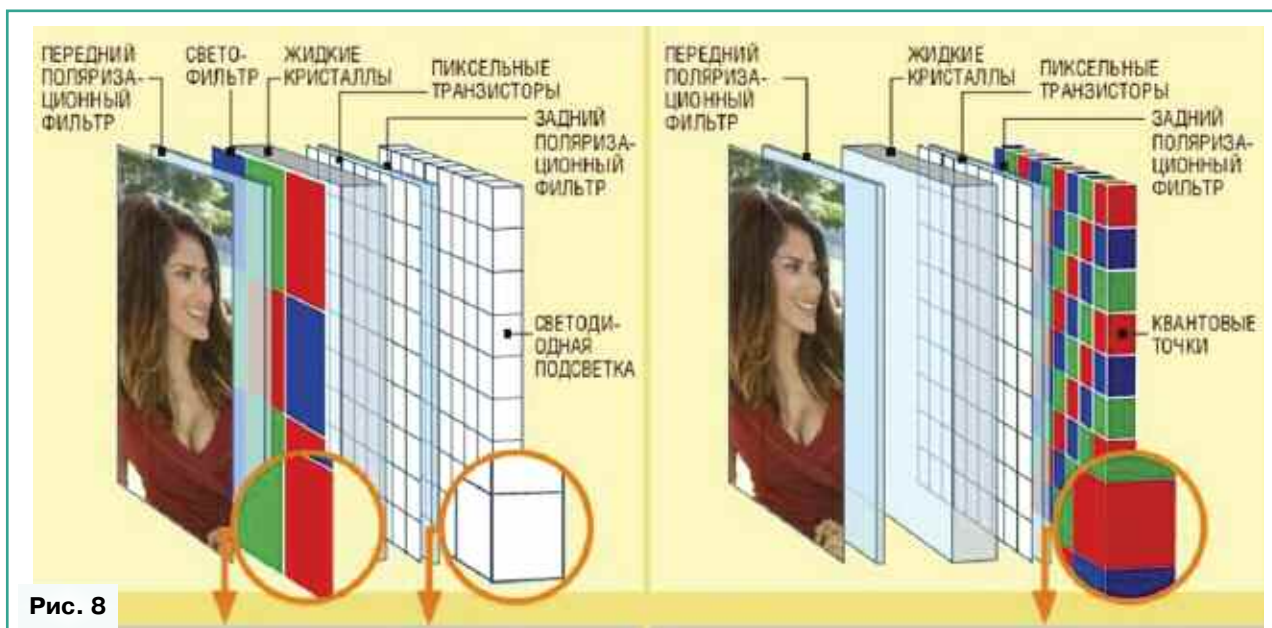 ПЕРЕДНИЙ
ПОЛЯРИЗА-
ЦИОННЫЙ
ФИЛЬТР
СВЕТО-
ФИЛЬТР
ЖИДКИЕ
КРИСТАЛЛЫ
ПИКСЕЛЬНЫЕ
ТРАНЗИСТОРЫ
ЗАДНИЙ
ПОЛЯРИЗА-
ЦИОННЫЙ
ФИЛЬТР
СВЕТОДИ-
ОДНАЯ
ПОДСВЕТКА
ПЕРЕДНИЙ
ПОЛЯРИЗА-
ЦИОННЫЙ
ФИЛЬТР
ЖИДКИЕ
КРИСТАЛЛЫ
ПИКСЕЛЬНЫЕ
ТРАНЗИСТОРЫ
ЗАДНИЙ
ПОЛЯРИЗА-
ЦИОННЫЙ
ФИЛЬТР
КВАНТОВЫЕ
ТОЧКИ
Рис. 8